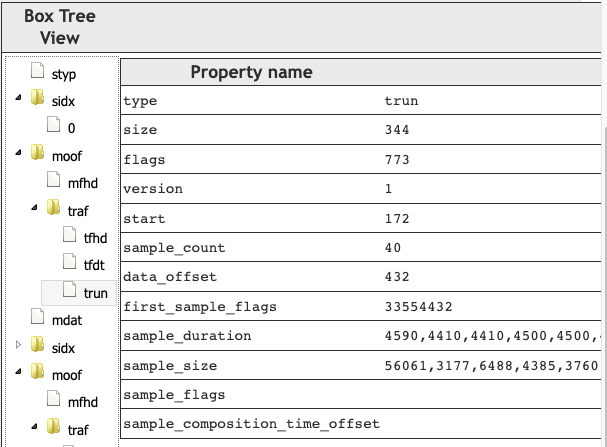 Box Tree
View
Property name
styp
sidx
0
moof
mfhd
traf
tfhd
tfdt
trun
mdat
sidx
moof
mfhd
traf
type trun
size 344
flags 773
version 1
start 172
sample_count 40
data_offset 432
first_sample_flags 33554432
sample_duration 4590,4410,4410,4500,4500,
sample_size 56061,3177,6488,4385,3760
sample_flags
sample_composition_time_offset